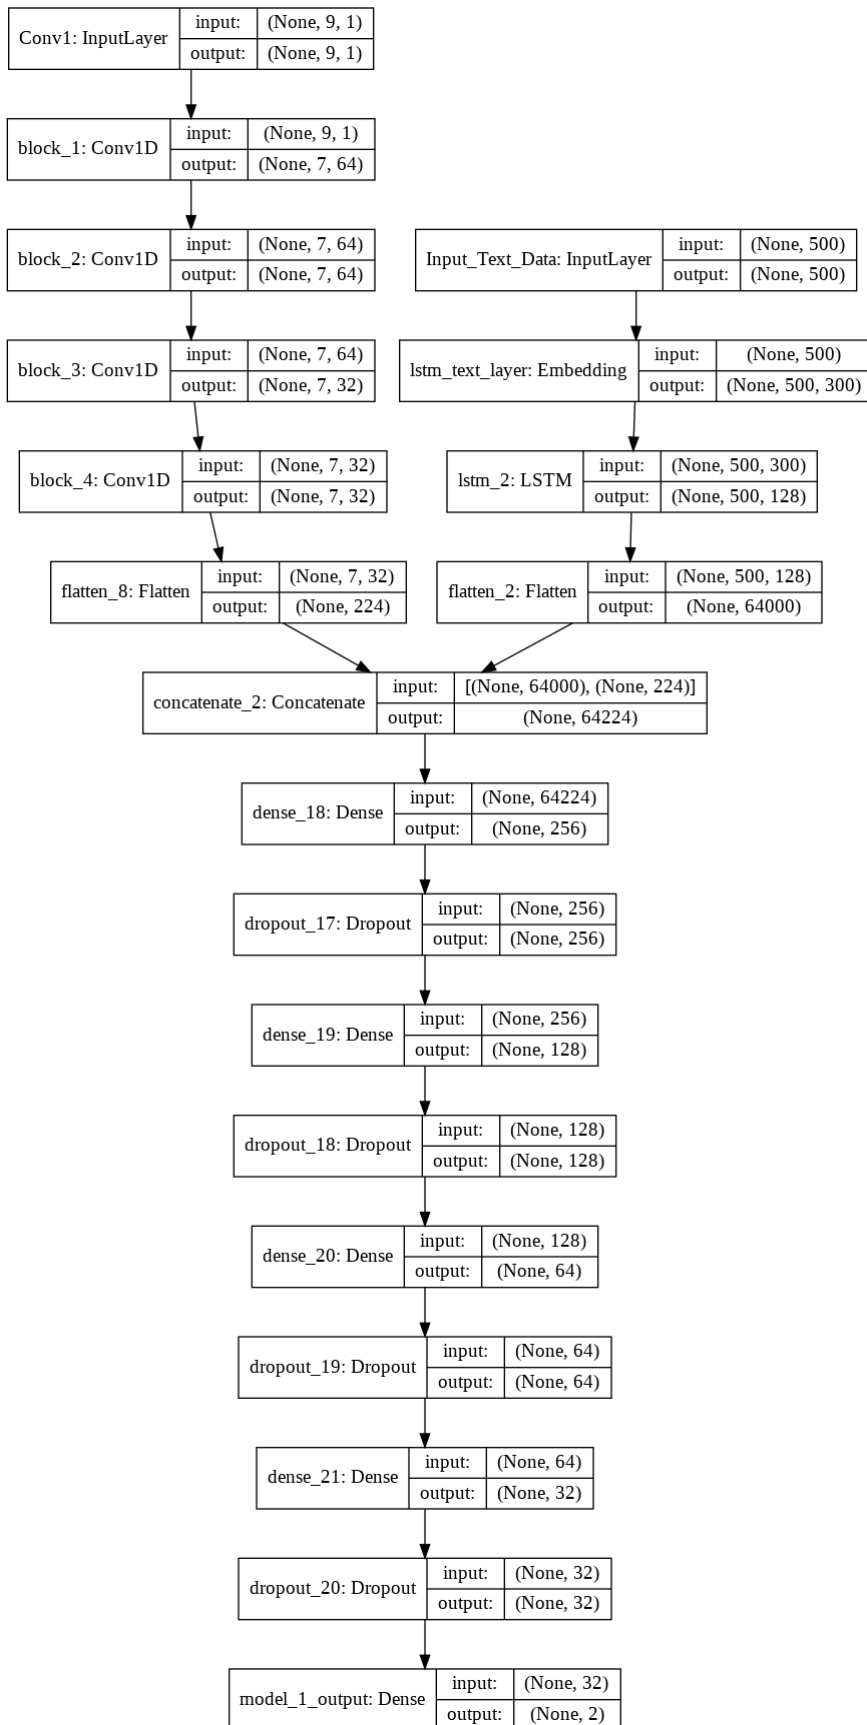 Conv1: InputLayer
input:
(None, 9, 1)
output:
(None, 9, 1)
block_1: Conv1D
input:
(None, 9, 1)
output:
(None, 7, 64)
block_2: Conv1D
input:
(None, 7, 64)
output:
(None, 7, 64)
Input_Text_Data: InputLayer
input:
(None, 500)
output:
(None, 500)
block_3: Conv1D
input:
(None, 7, 64)
output:
(None, 7, 32)
lstm_text_layer: Embedding
input:
(None, 500)
output:
(None, 500, 300)
block_4: Conv1D
input:
(None, 7, 32)
output:
(None, 7, 32)
lstm_2: LSTM
input:
(None, 500, 300)
output:
(None, 500, 128)
flatten_8: Flatten
input:
(None, 7, 32)
output:
(None, 224)
flatten_2: Flatten
input:
(None, 500, 128)
output:
(None, 64000)
concatenate_2: Concatenate
input:
[(None, 64000), (None, 224)]
output:
(None, 64224)
dense_18: Dense
input:
(None, 64224)
output:
(None, 256)
dropout_17: Dropout
input:
(None, 256)
output:
(None, 256)
dense_19: Dense
input:
(None, 256)
output:
(None, 128)
dropout_18: Dropout
input:
(None, 128)
output:
(None, 128)
dense_20: Dense
input:
(None, 128)
output:
(None, 64)
dropout_19: Dropout
input:
(None, 64)
output:
(None, 64)
dense_21: Dense
input:
(None, 64)
output:
(None, 32)
dropout_20: Dropout
input:
(None, 32)
output:
(None, 32)
model_1_output: Dense
input:
(None, 32)
output:
(None, 2)